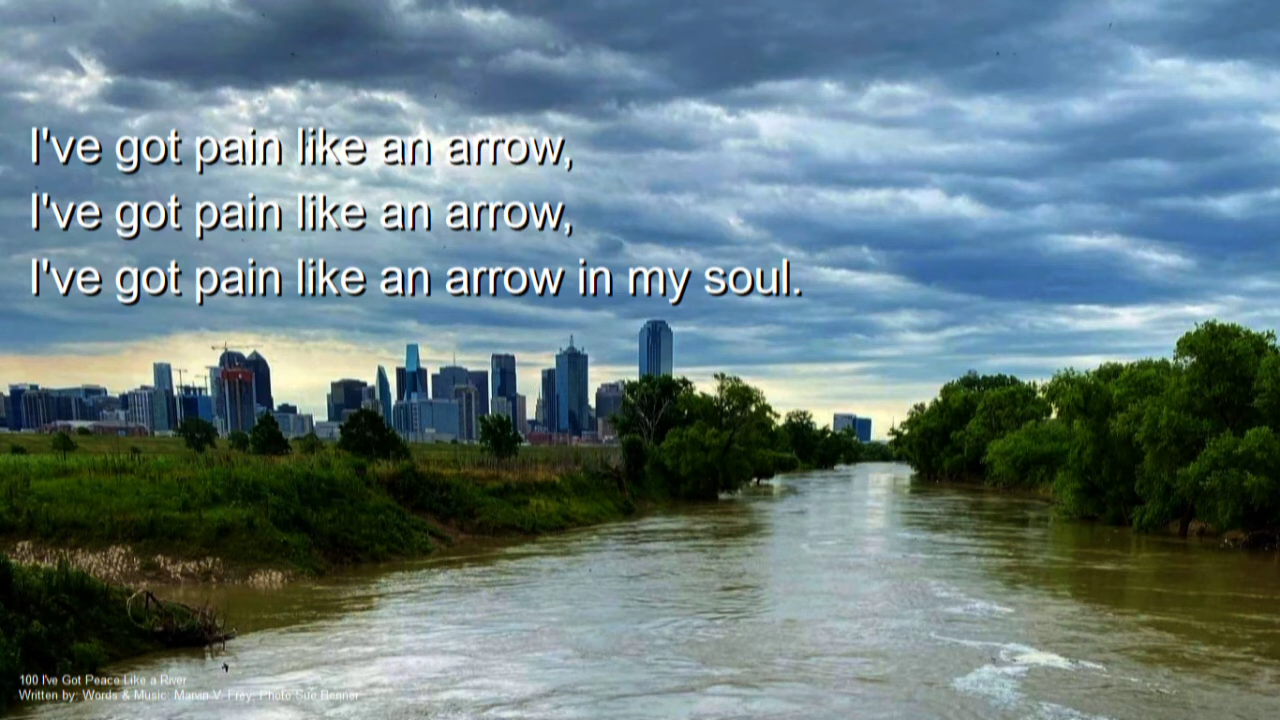 I've got pain like an arrow,
I've got pain like an arrow,
I've got pain like an arrow in my soul.
100 I've Got Peace Like a River
Written by: Words & Music: Marvin V. Frey; Photo Sue Benner